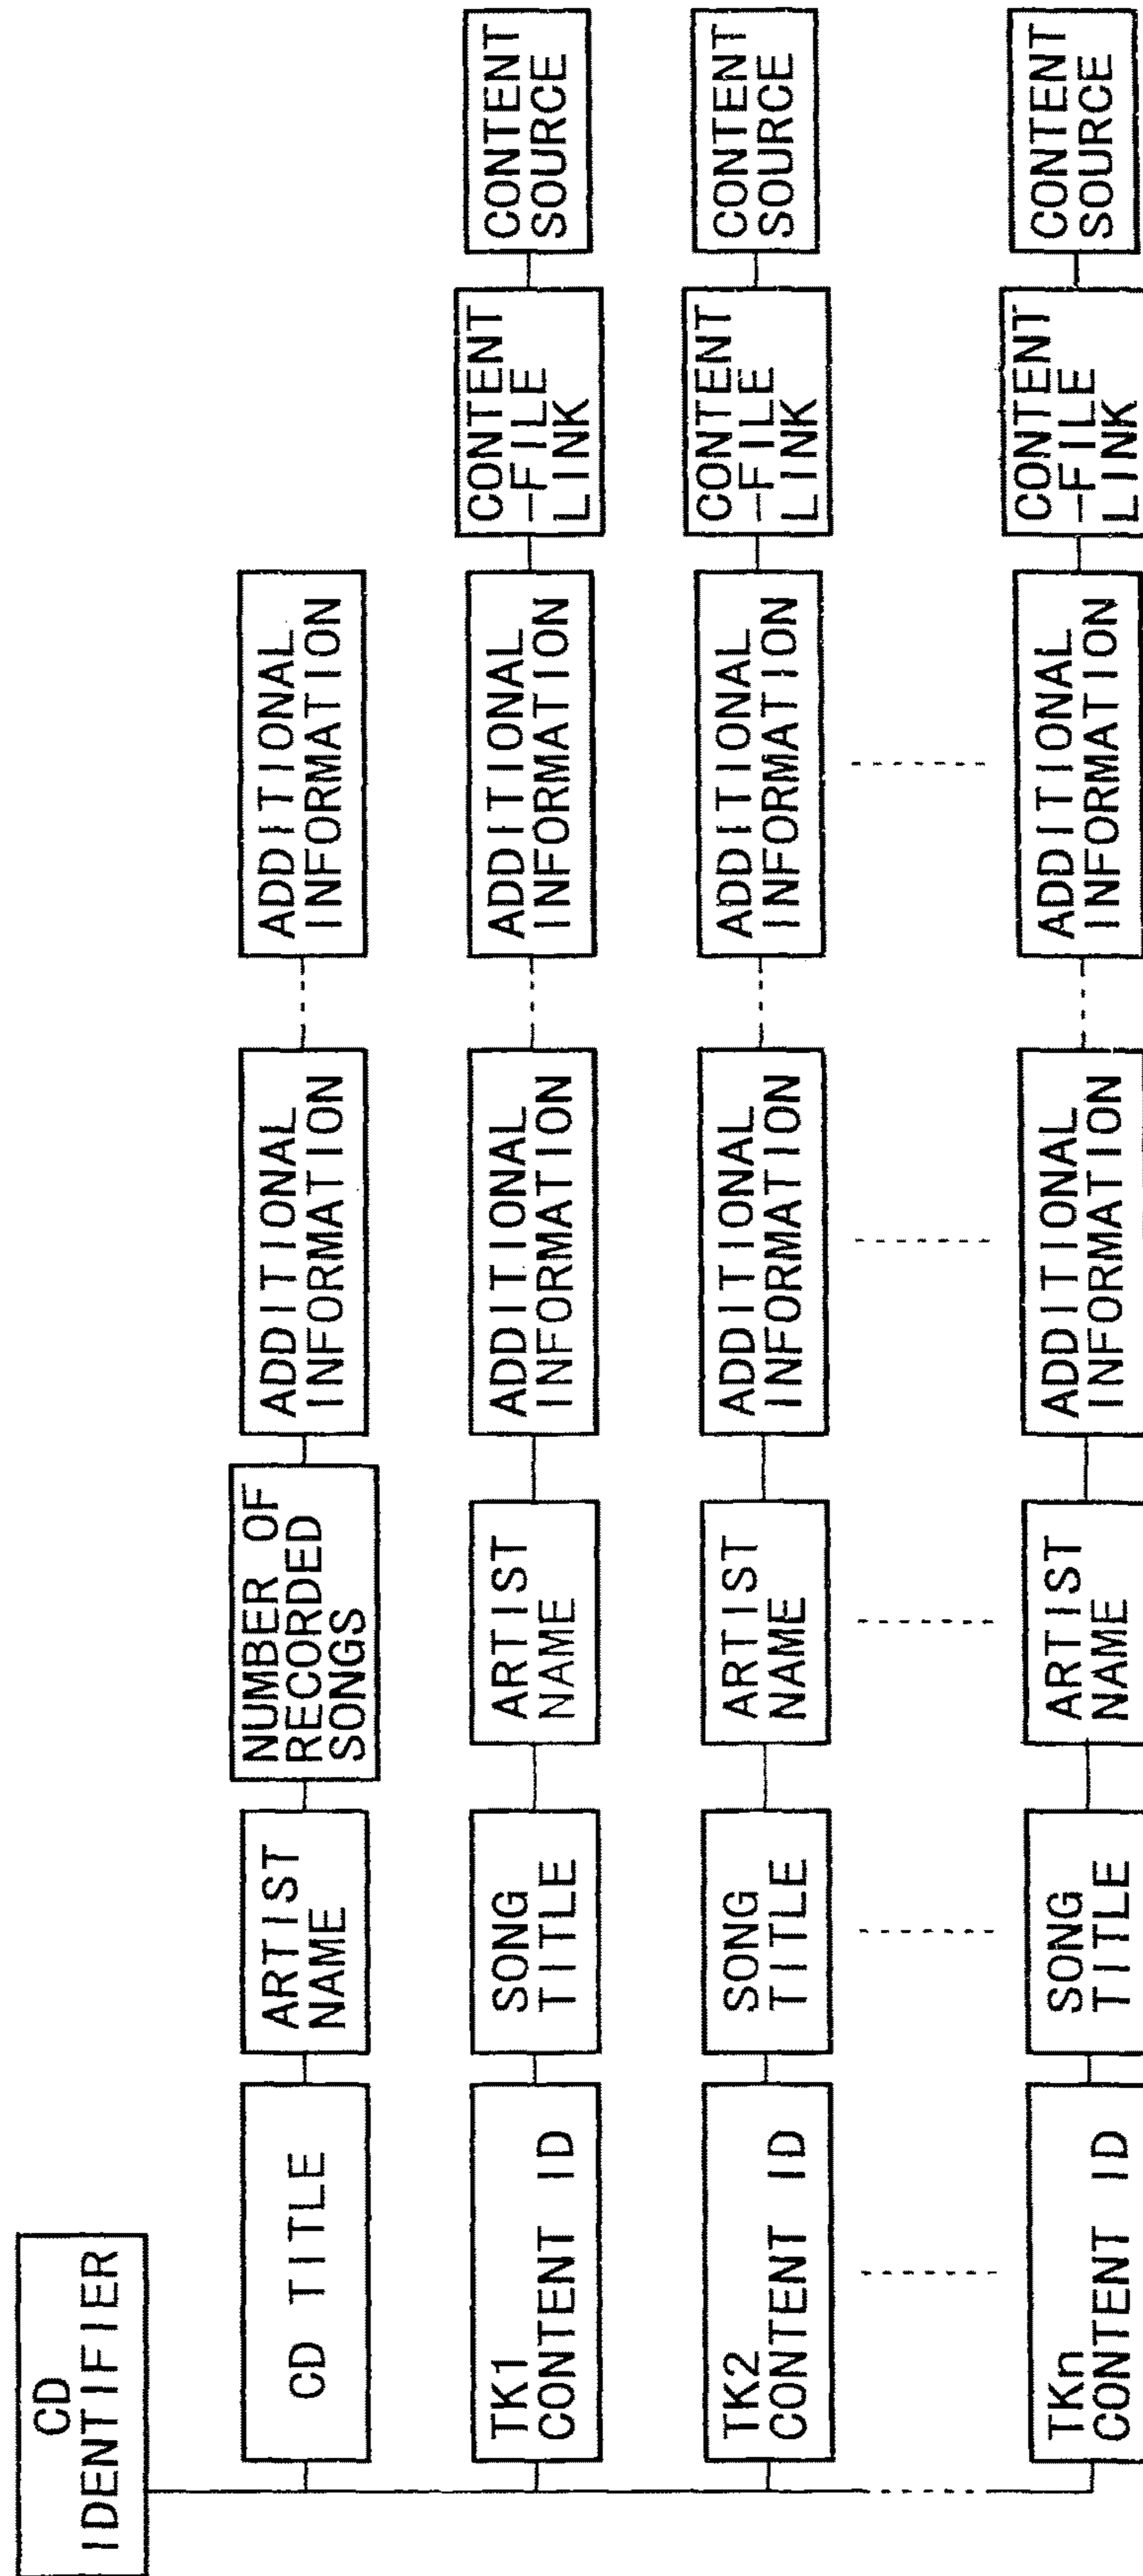 CD
IDENTIFIER
CD TITLE
ARTIST
NAME
NUMBER OF
RECORDED
SONGS
ADDITIONAL
INFORMATION
ADDITIONAL
INFORMATION
TK1
CONTENT ID
SONG
TITLE
ARTIST
NAME
ADDITIONAL
INFORMATION
ADDITIONAL
INFORMATION
CONTENT
-FILE
LINK
CONTENT
SOURCE
TK2
CONTENT ID
SONG
TITLE
ARTIST
NAME
ADDITIONAL
INFORMATION
ADDITIONAL
INFORMATION
CONTENT
-FILE
LINK
CONTENT
SOURCE
TKn
CONTENT ID
SONG
TITLE
ARTIST
NAME
ADDITIONAL
INFORMATION
ADDITIONAL
INFORMATION
CONTENT
-FILE
LINK
CONTENT
SOURCE